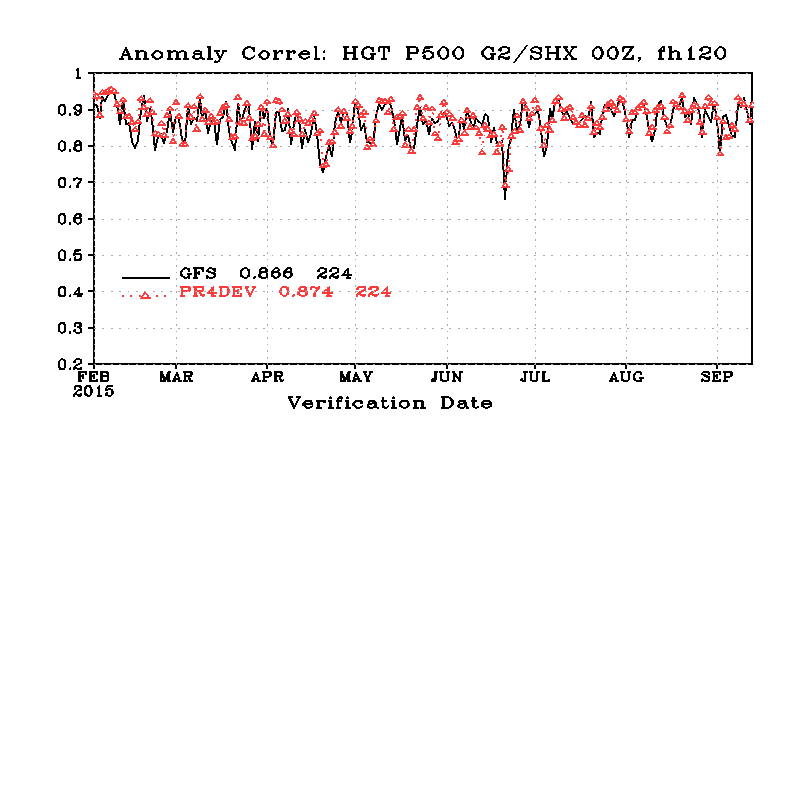 Anomaly Correl: HGT P500 G2/SHX 00Z, fh120
1
0.9
0.8
0.7
0.6
0.5
0.4
0.3
0.2
GFS 0.866 224
PR4DEV 0.874 224
FEB MAR APR MAY JUN JUL AUG SEP
2015
Verification Date